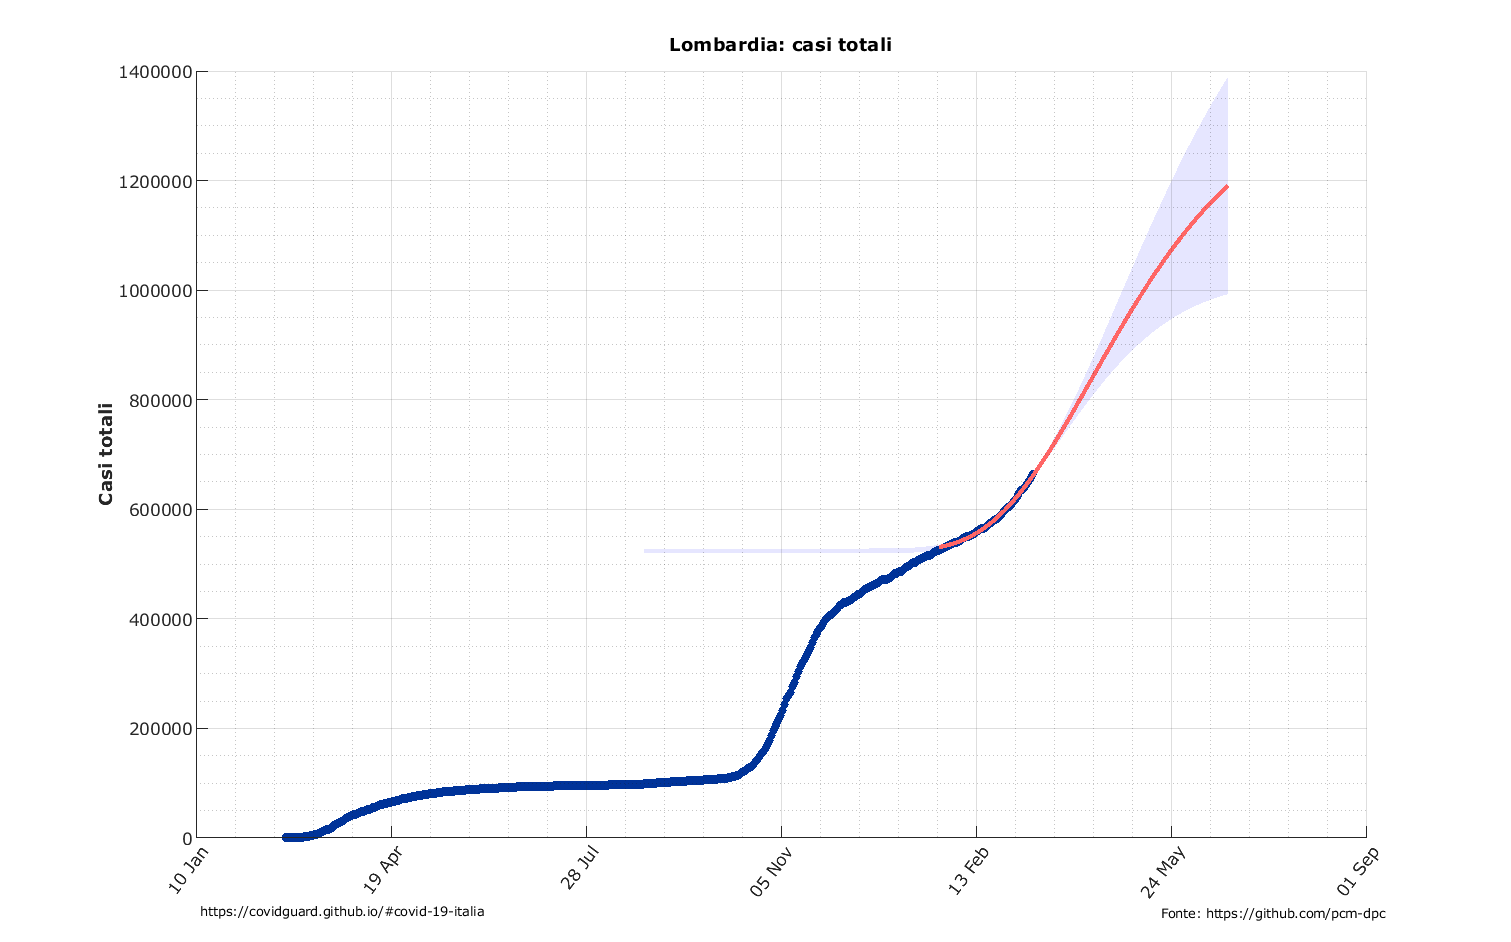 Lombardia: casi totali
1400000
1200000
1000000
800000
600000
400000
200000
0
Casi totali
10 Jan
19 Apr
28 Jul
05 Nov
13 Feb
24 May
01 Sep
https://covidguard.github.io/#covid-19-italia
Fonte: https://github.com/pcm-dpc